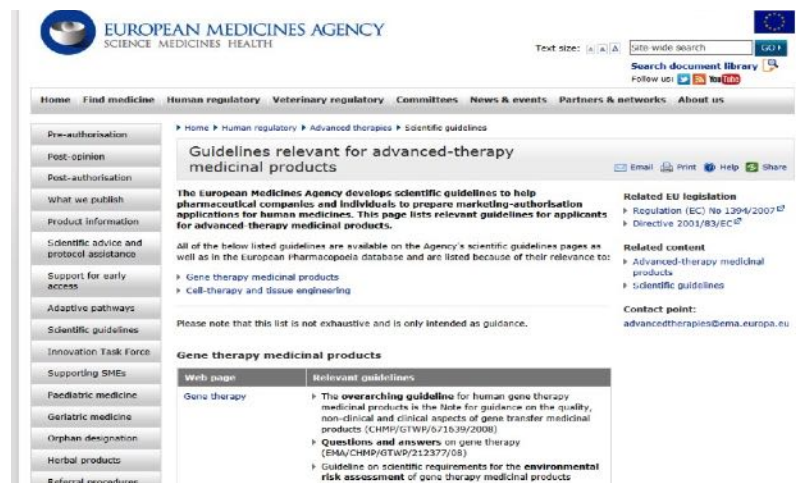 EUROPEAN MEDICINES AGENCY
SCIENCE MEDICINES HEALTH
Text size: A A A
Site-wide search
GO
Search document library
Follow us: You Tube
Home Find medicine Human regulatory Veterinary regulatory Committees News & events Partners & networks About us
Pre-authorisation
Post-opinion
Post-authorisation
What we publish
Product information
Scientific advice and
protocol assistance
Support for early
access
Adaptive pathways
Scientific guidelines
Innovation Task Force
Supporting SMEs
Paediatric medicine
Geriatric medicine
Orphan designation
Herbal products
Referral procedures
Home Human regulatory Advanced therapies Scientific guidelines
Guidelines relevant for advanced-therapy
medicinal products
Email Print Help Share
The European Medicines Agency develops scientific guidelines to help
pharmaceutical companies and individuals to prepare marketing-authorisation
applications for human medicines. This page lists relevant guidelines for applicants
for advanced-therapy medicinal products.
All of the below listed guidelines are available on the Agency's scientific guidelines pages as
well as in the European Pharmacopoeia database and are listed because of their relevance to:
Gene therapy medicinal products
Cell-therapy and tissue engineering
Please note that this list is not exhaustive and is only intended as guidance.
Gene therapy medicinal products
Web page Relevant guidelines
Gene therapy
The overarching guideline for human gene therapy
medicinal products is the Note for guidance on the quality,
non-clinical and clinical aspects of gene transfer medicinal
products (CHMP/GTWP/671639/2008)
Questions and answers on gene therapy
(EMA/CHMP/GTWP/212377/08)
Guideline on scientific requirements for the environmental
risk assessment of gene therapy medicinal products
Related EU legislation
Regulation (EC) No 1394/2007
Directive 2001/83/EC
Related content
Advanced-therapy medicinal
products
Scientific guidelines
Contact point:
advancedtherapies@ema.europa.eu